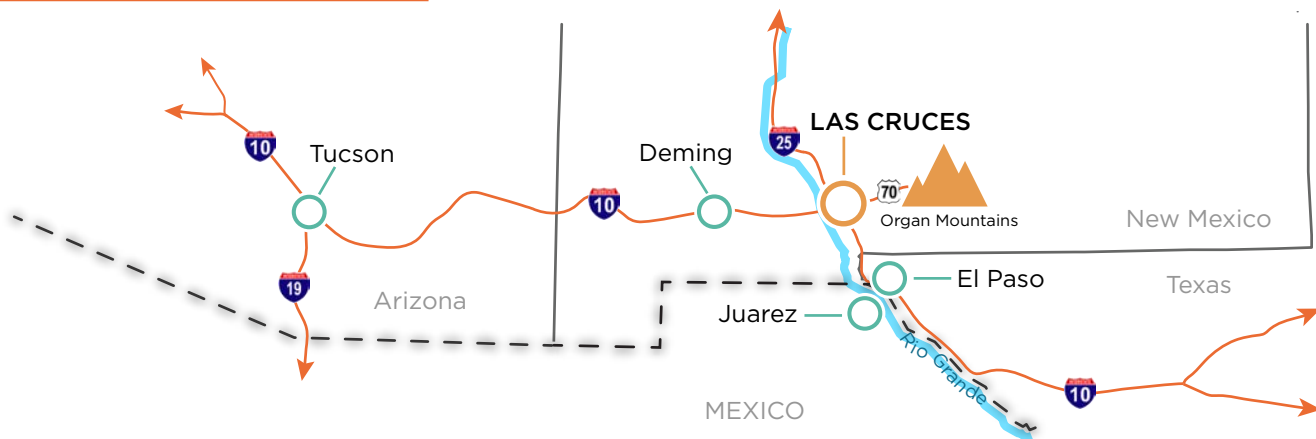 LAS CRUCES
25
10
Tucson
Deming
70
10
Organ Mountains
New Mexico
El Paso
Texas
19
Arizona
Juarez
Rio Grande
10
MEXICO